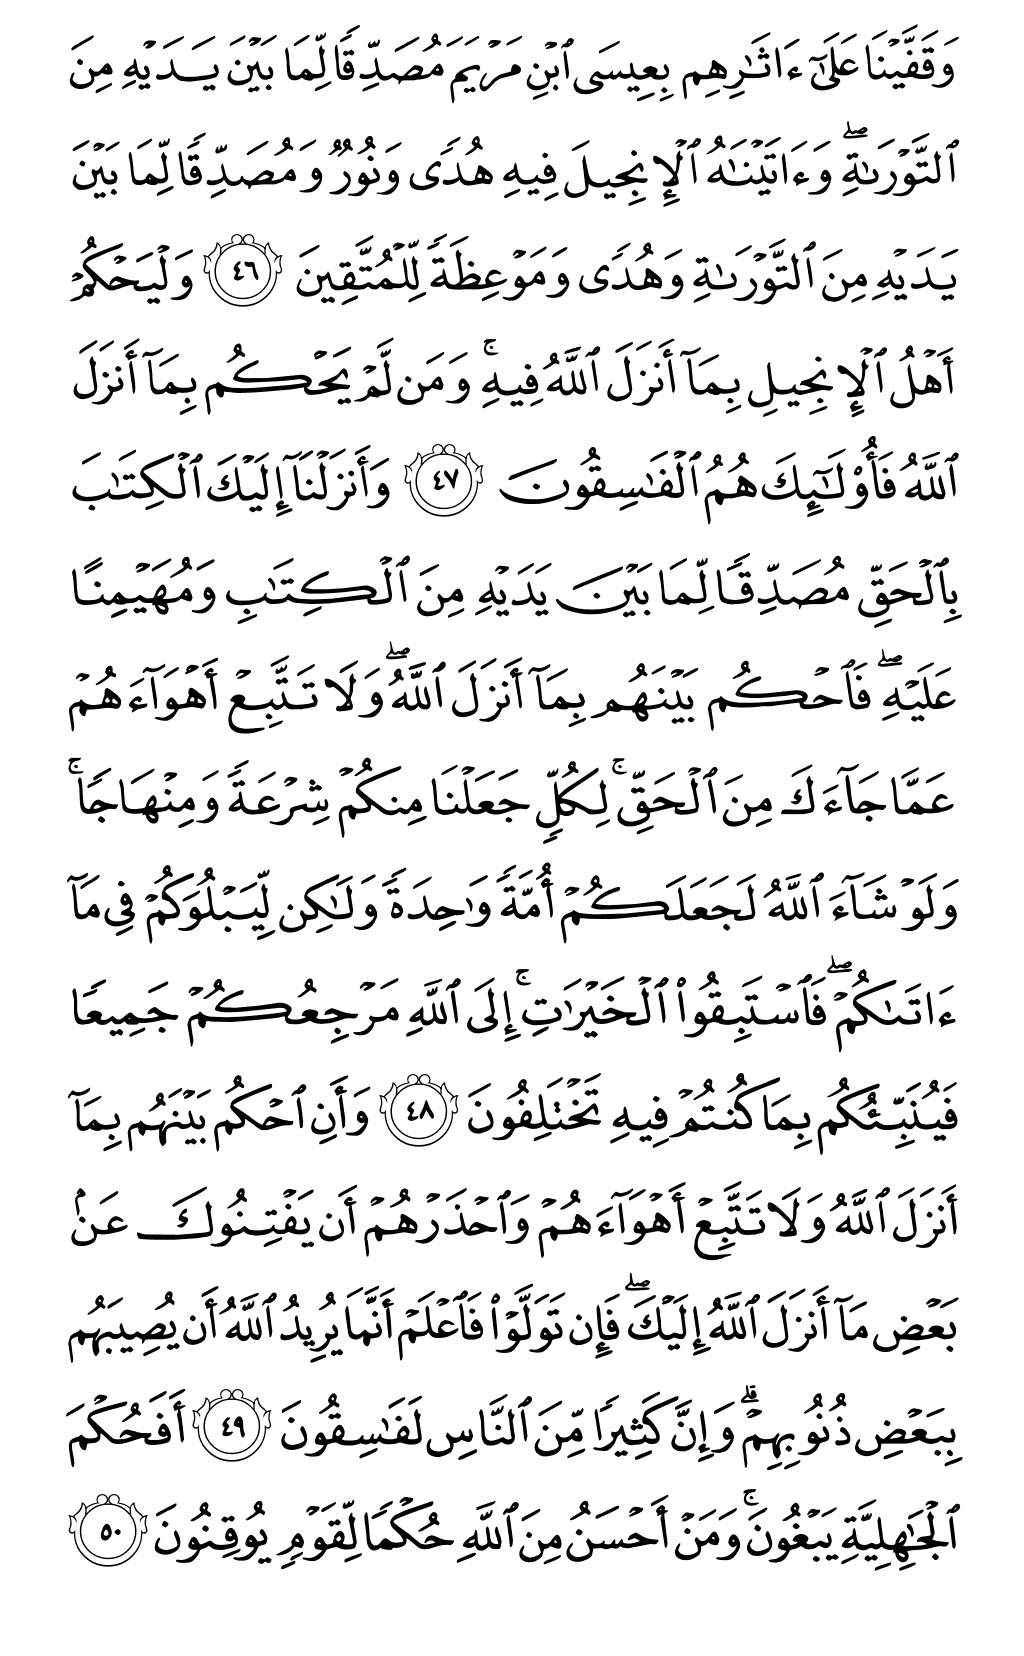 وَقَفَّيۡنَا عَلَىٰٓ ءَاثَٰرِهِم بِعِيسَى ٱبۡنِ مَرۡيَمَ مُصَدِّقٗا لِّمَا بَيۡنَ يَدَيۡهِ مِنَ
ٱلتَّوۡرَىٰةِۖ وَءَاتَيۡنَٰهُ ٱلۡإِنجِيلَ فِيهِ هُدٗى وَنُورٞ وَمُصَدِّقٗا لِّمَا بَيۡنَ
يَدَيۡهِ مِنَ ٱلتَّوۡرَىٰةِ وَهُدٗى وَمَوۡعِظَةٗ لِّلۡمُتَّقِينَ ٤٦ وَلۡيَحۡكُمۡ
أَهۡلُ ٱلۡإِنجِيلِ بِمَآ أَنزَلَ ٱللَّهُ فِيهِۚ وَمَن لَّمۡ يَحۡكُم بِمَآ أَنزَلَ
ٱللَّهُ فَأُوْلَٰٓئِكَ هُمُ ٱلۡفَٰسِقُونَ ٤٧ وَأَنزَلۡنَآ إِلَيۡكَ ٱلۡكِتَٰبَ
بِٱلۡحَقِّ مُصَدِّقٗا لِّمَا بَيۡنَ يَدَيۡهِ مِنَ ٱلۡكِتَٰبِ وَمُهَيۡمِنًا
عَلَيۡهِۖ فَٱحۡكُم بَيۡنَهُم بِمَآ أَنزَلَ ٱللَّهُۖ وَلَا تَتَّبِعۡ أَهۡوَآءَهُمۡ
عَمَّا جَآءَكَ مِنَ ٱلۡحَقِّۚ لِكُلّٖ جَعَلۡنَا مِنكُمۡ شِرۡعَةٗ وَمِنۡهَاجٗاۚ
وَلَوۡ شَآءَ ٱللَّهُ لَجَعَلَكُمۡ أُمَّةٗ وَٰحِدَةٗ وَلَٰكِن لِّيَبۡلُوَكُمۡ فِي مَآ
ءَاتَىٰكُمۡۖ فَٱسۡتَبِقُواْ ٱلۡخَيۡرَٰتِۚ إِلَى ٱللَّهِ مَرۡجِعُكُمۡ جَمِيعٗا
فَيُنَبِّئُكُم بِمَا كُنتُمۡ فِيهِ تَخۡتَلِفُونَ ٤٨ وَأَنِ ٱحۡكُم بَيۡنَهُم بِمَآ
أَنزَلَ ٱللَّهُ وَلَا تَتَّبِعۡ أَهۡوَآءَهُمۡ وَٱحۡذَرۡهُمۡ أَن يَفۡتِنُوكَ عَنۢ
بَعۡضِ مَآ أَنزَلَ ٱللَّهُ إِلَيۡكَۖ فَإِن تَوَلَّوۡاْ فَٱعۡلَمۡ أَنَّمَا يُرِيدُ ٱللَّهُ أَن يُصِيبَهُم
بِبَعۡضِ ذُنُوبِهِمۡۗ وَإِنَّ كَثِيرٗا مِّنَ ٱلنَّاسِ لَفَٰسِقُونَ ٤٩ أَفَحُكۡمَ
ٱلۡجَٰهِلِيَّةِ يَبۡغُونَۚ وَمَنۡ أَحۡسَنُ مِنَ ٱللَّهِ حُكۡمٗا لِّقَوۡمٖ يُوقِنُونَ ٥٠